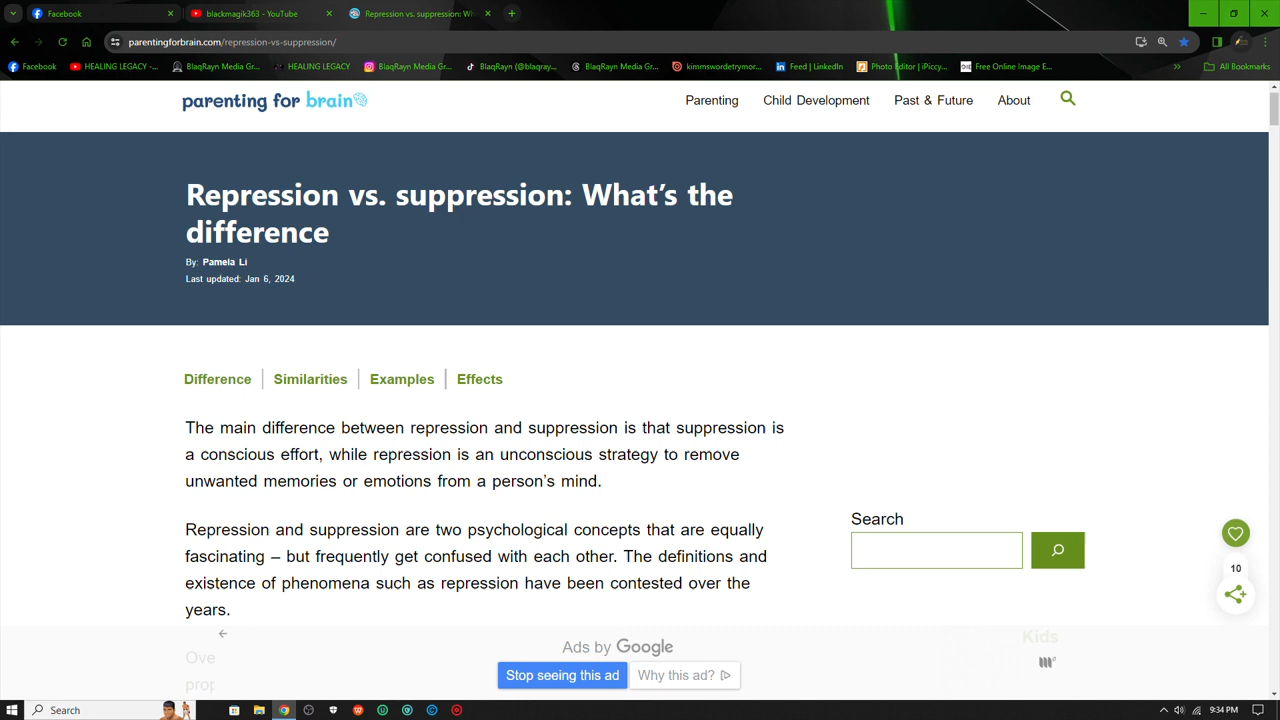 Facebook
blackmagik363 - YouTube
Repression vs. suppression: Wh
parentingforbrain.com/repression-vs-suppression/
Facebook
HEALING LEGACY -...
BlaqRayn Media Gr...
HEALING LEGACY
BlaqRayn Media Gr...
BlaqRayn (@blaqray...
BlaqRayn Media Gr...
kimmswordetrymor...
Feed | LinkedIn
Photo Editor | iPiccy...
Free Online Image E...
»
All Bookmarks
parenting for brain
Parenting
Child Development
Past & Future
About
Repression vs. suppression: What’s the
difference
By: Pamela Li
Last updated: Jan 6, 2024
Difference
Similarities
Examples
Effects
The main difference between repression and suppression is that suppression is
a conscious effort, while repression is an unconscious strategy to remove
unwanted memories or emotions from a person’s mind.
Repression and suppression are two psychological concepts that are equally
fascinating – but frequently get confused with each other. The definitions and
existence of phenomena such as repression have been contested over the
years.
Search
10
Ove
prop
Kids
Ads by Google
Stop seeing this ad
Why this ad?
Search
9:34 PM